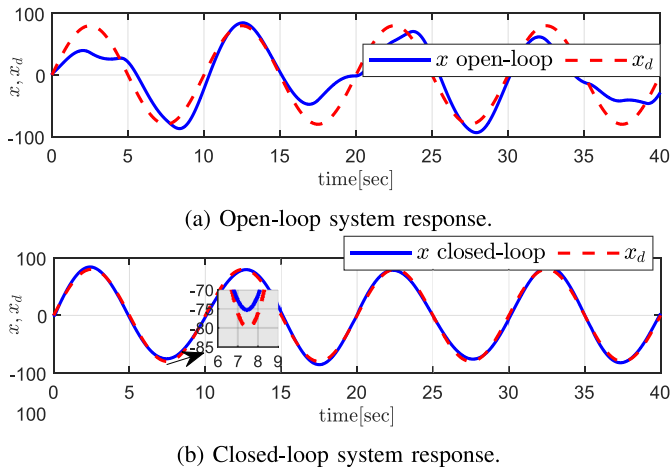 100
0
-100
x, x_d
x open-loop x_d
0 5 10 15 20 25 30 35 40
time[sec]
(a) Open-loop system response.
100
0
-100
100
x, x_d
x closed-loop x_d
-70
-75
-80
-85
6 7 8 9
0 5 10 15 20 25 30 35 40
time[sec]
(b) Closed-loop system response.